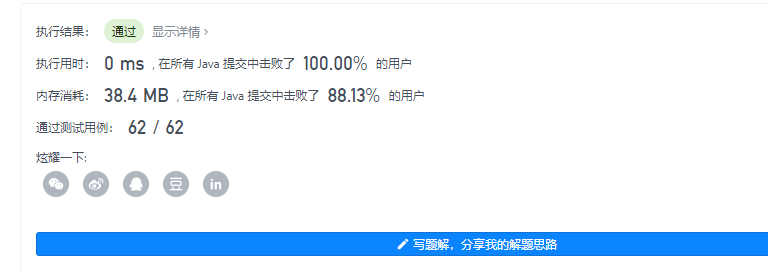 执行结果： 通过 显示详情 ›
执行用时： 0 ms , 在所有 Java 提交中击败了 100.00% 的用户
内存消耗： 38.4 MB , 在所有 Java 提交中击败了 88.13% 的用户
通过测试用例： 62 / 62
炫耀一下:
豆 in
写题解，分享我的解题思路